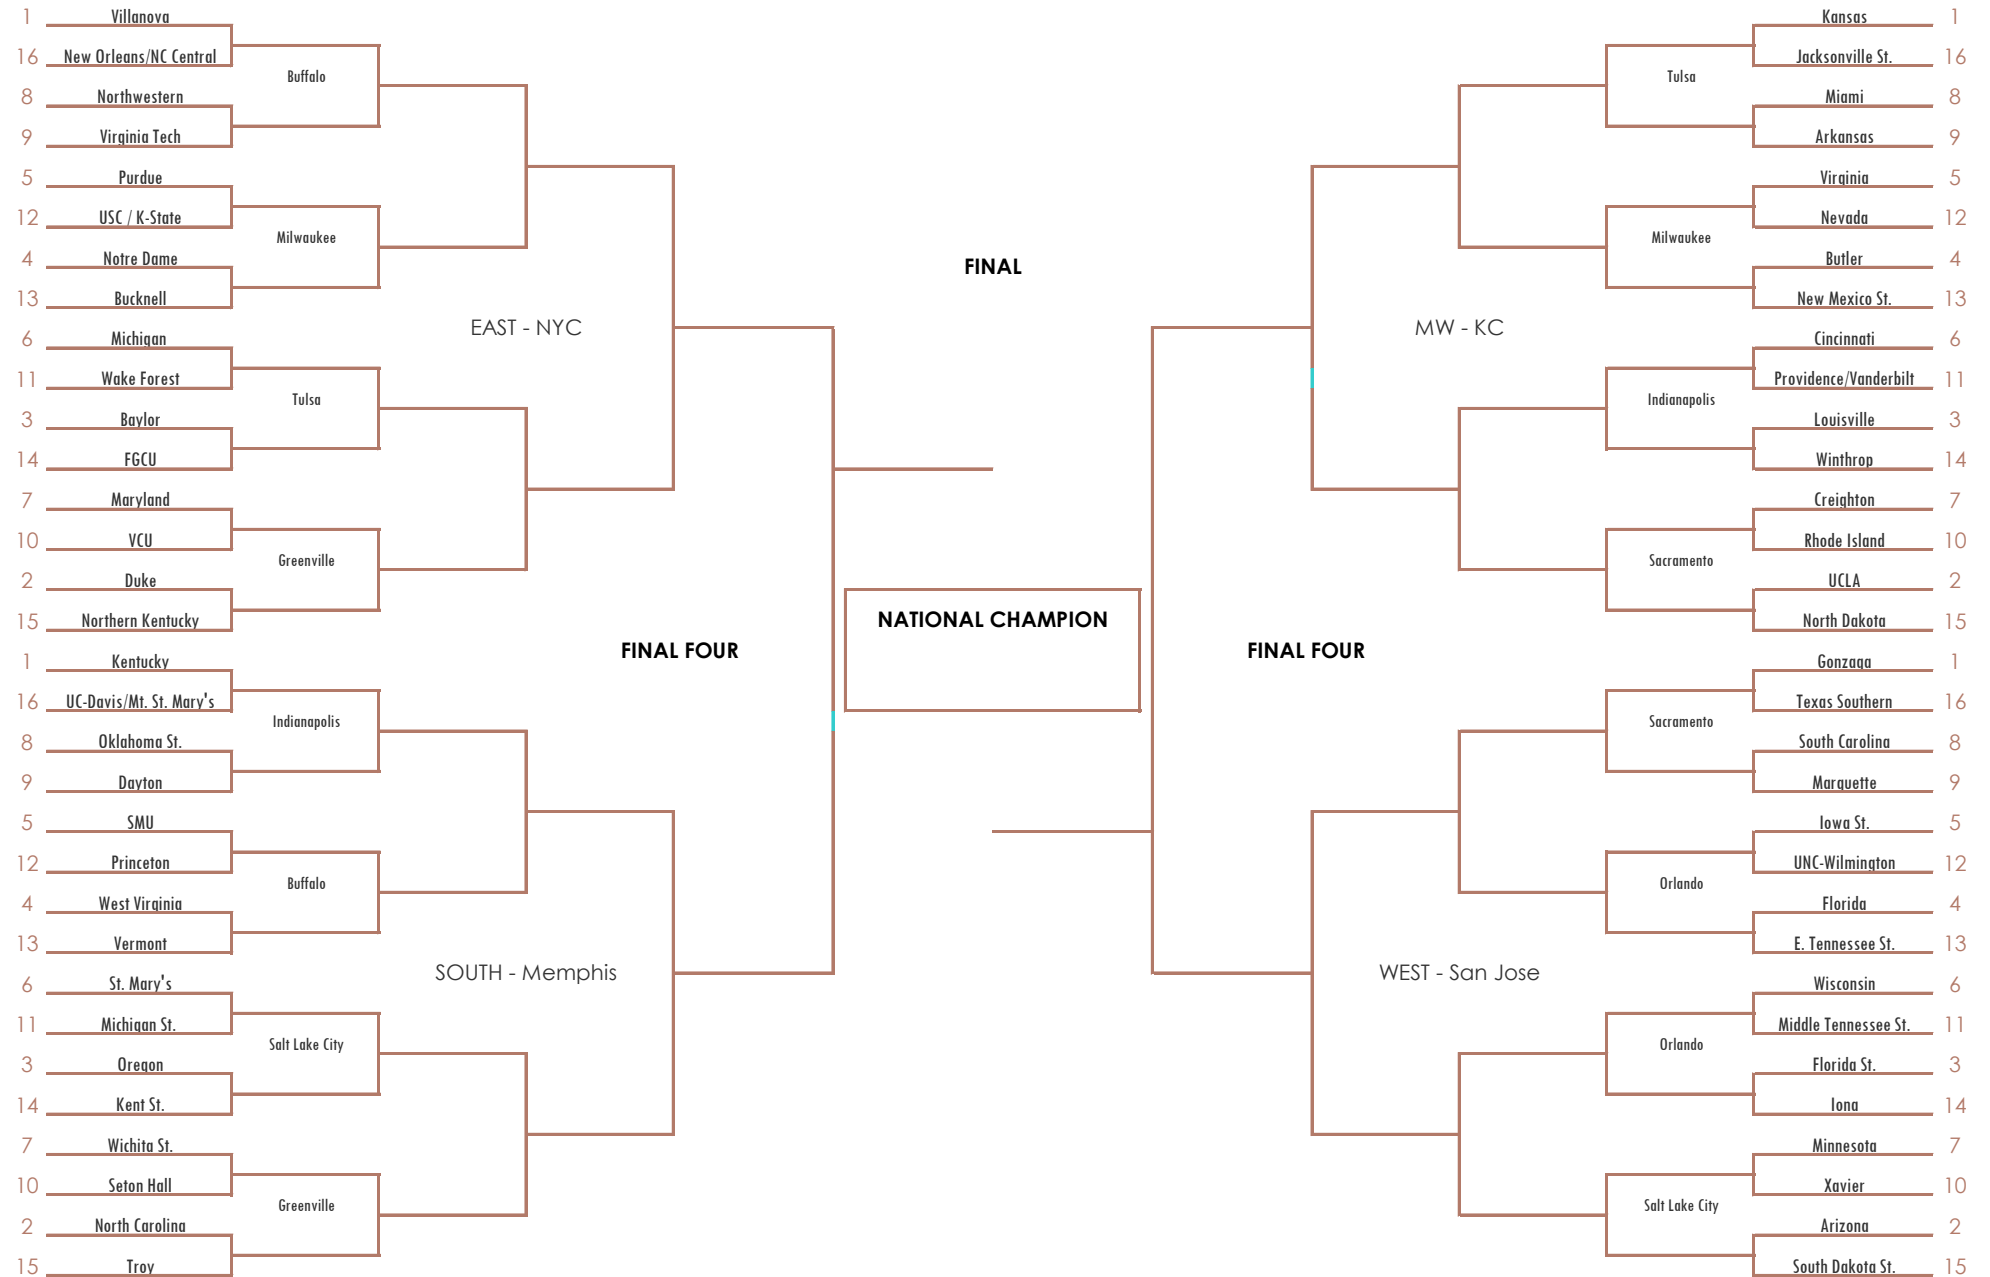 1 Villanova
16 New Orleans/NC Central
Buffalo
8 Northwestern
9 Virginia Tech
5 Purdue
12 USC / K-State
Milwaukee
4 Notre Dame
13 Bucknell
EAST - NYC
6 Michigan
11 Wake Forest
Tulsa
3 Baylor
14 FGCU
7 Maryland
10 VCU
Greenville
2 Duke
15 Northern Kentucky
FINAL FOUR
1 Kentucky
16 UC-Davis/Mt. St. Mary's
Indianapolis
8 Oklahoma St.
9 Dayton
5 SMU
12 Princeton
Buffalo
4 West Virginia
13 Vermont
SOUTH - Memphis
6 St. Mary's
11 Michigan St.
Salt Lake City
3 Oregon
14 Kent St.
7 Wichita St.
10 Seton Hall
Greenville
2 North Carolina
15 Troy
FINAL
NATIONAL CHAMPION
Kansas 1
Jacksonville St. 16
Tulsa
Miami 8
Arkansas 9
Virginia 5
Nevada 12
Milwaukee
Butler 4
New Mexico St. 13
MW - KC
Cincinnati 6
Providence/Vanderbilt 11
Indianapolis
Louisville 3
Winthrop 14
Creighton 7
Rhode Island 10
Sacramento
UCLA 2
North Dakota 15
FINAL FOUR
Gonzaga 1
Texas Southern 16
Sacramento
South Carolina 8
Marquette 9
Iowa St. 5
UNC-Wilmington 12
Orlando
Florida 4
E. Tennessee St. 13
WEST - San Jose
Wisconsin 6
Middle Tennessee St. 11
Orlando
Florida St. 3
Iona 14
Minnesota 7
Xavier 10
Salt Lake City
Arizona 2
South Dakota St. 15